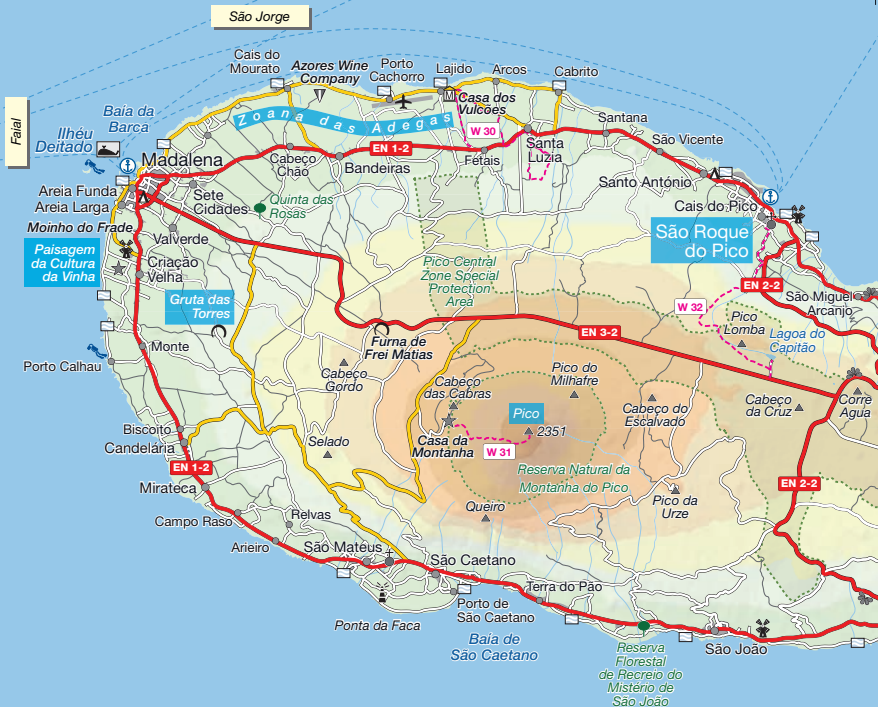 São Jorge
Faial
Cais do
Mourato
Azores Wine
Company
Porto
Cachorro
Lajido
Arcos
Cabrito
M
Casa dos
Vulcões
Baía da
Barca
Zoana das Adegas
W 30
Santana
Ilhéu
Deitado
Madalena
EN 1-2
Fetais
Santa
Luzia
São Vicente
Cabeço
Chão
Bandeiras
Santo António
Areia Funda
Areia Larga
Sete
Cidades
Quinta das
Rosas
Cais do Pico
Moinho do Frade
São Roque
do Pico
Paisagem
da Cultura
da Vinha
Valverde
Criação
Velha
Pico Central
Zone Special
Protection
Area
EN 2-2
São Miguel
Arcanjo
Gruta das
Torres
W 32
Pico
Lomba
Lagoa do
Capitão
EN 3-2
Furna de
Frei Matias
Monte
Porto Calhau
Cabeço
Gordo
Cabeço
das Cabras
Pico do
Milhafre
Cabeço do
Escalvado
Cabeço
da Cruz
Corre
Agua
Pico
2351
Biscoito
Candelária
Selado
Casa da
Montanha
W 31
EN 1-2
Reserva Natural da
Montanha do Pico
EN 2-2
Mirateca
Queiro
Pico da
Urze
Campo Raso
Relvas
Arieiro
São Matéus
São Caetano
Terra do Pão
Porto de
São Caetano
Ponta da Faca
Baia de
São Caetano
São João
Reserva
Florestal
de Recreio do
Mistério de
São João